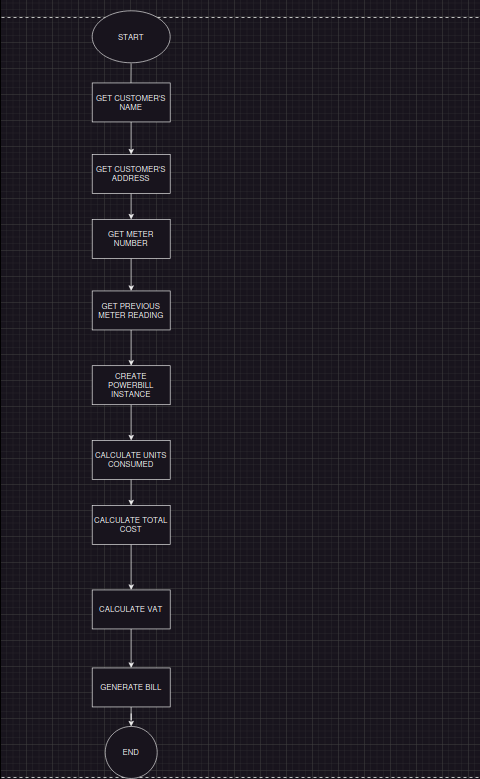 START
GET CUSTOMER'S
NAME
GET CUSTOMER'S
ADDRESS
GET METER
NUMBER
GET PREVIOUS
METER READING
CREATE
POWERBILL
INSTANCE
CALCULATE UNITS
CONSUMED
CALCULATE TOTAL
COST
CALCULATE VAT
GENERATE BILL
END